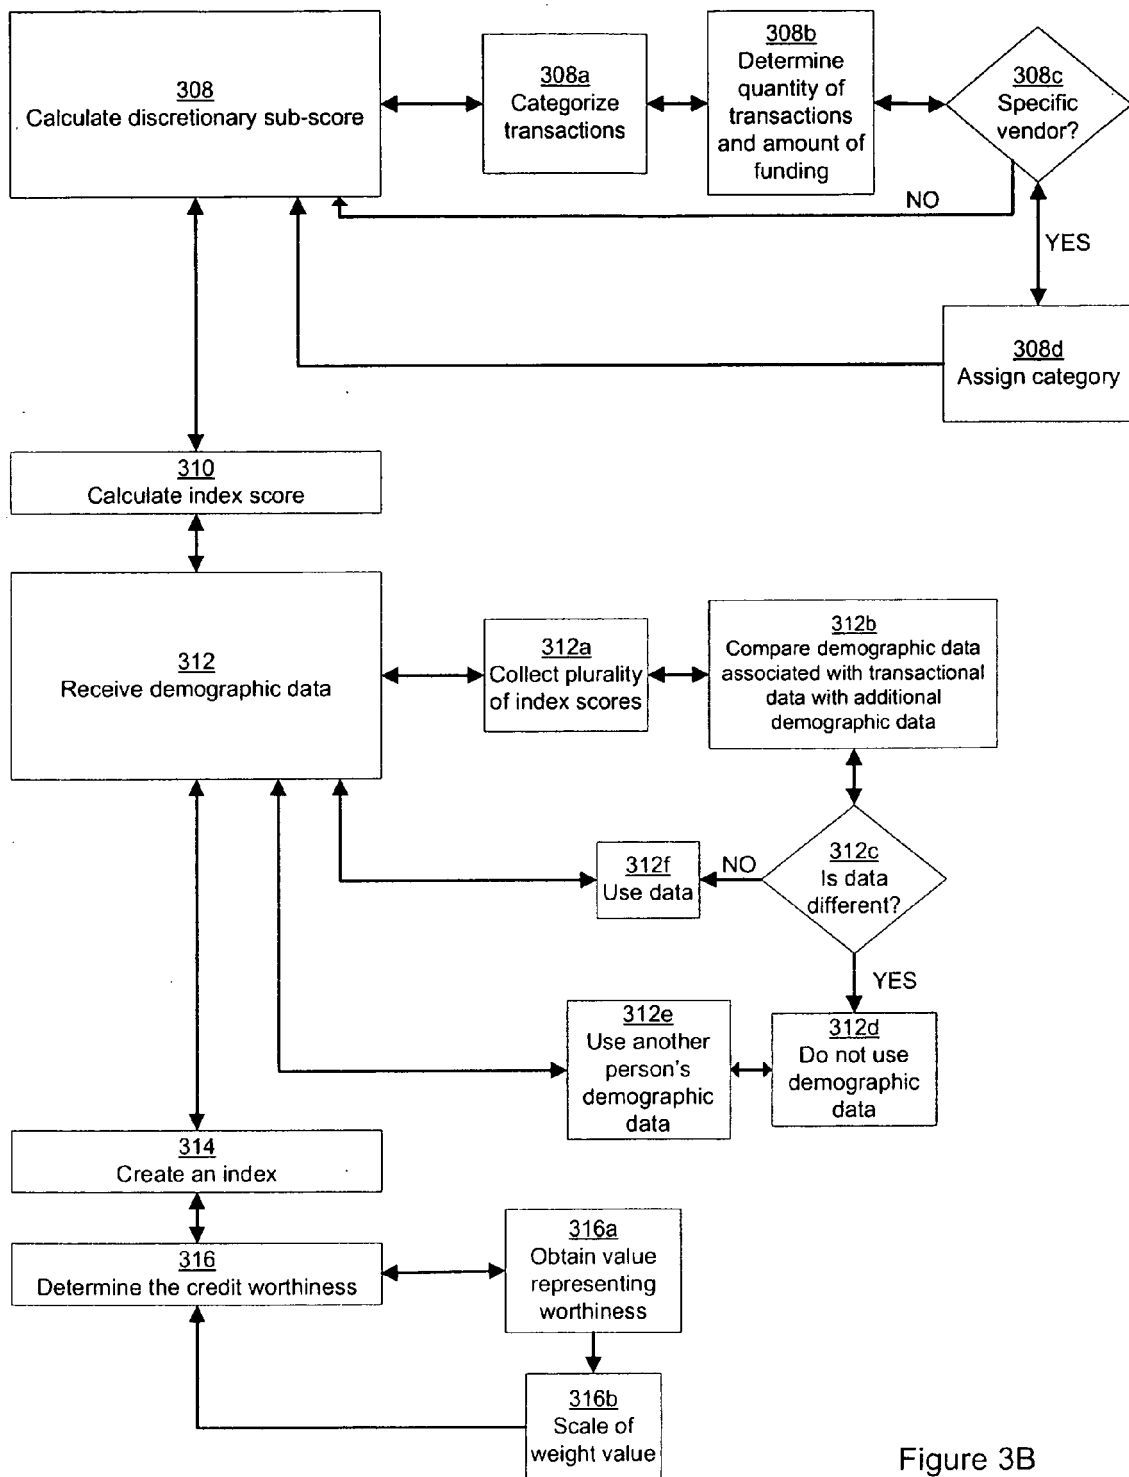 308
Calculate discretionary sub-score
308a
Categorize
transactions
308b
Determine
quantity of
transactions
and amount of
funding
308c
Specific
vendor?
NO
YES
308d
Assign category
310
Calculate index score
312
Receive demographic data
312a
Collect plurality
of index scores
312b
Compare demographic data
associated with transactional
data with additional
demographic data
312c
Is data
different?
NO
312f
Use data
YES
312d
Do not use
demographic
data
312e
Use another
person's
demographic
data
314
Create an index
316
Determine the credit worthiness
316a
Obtain value
representing
worthiness
316b
Scale of
weight value
Figure 3B